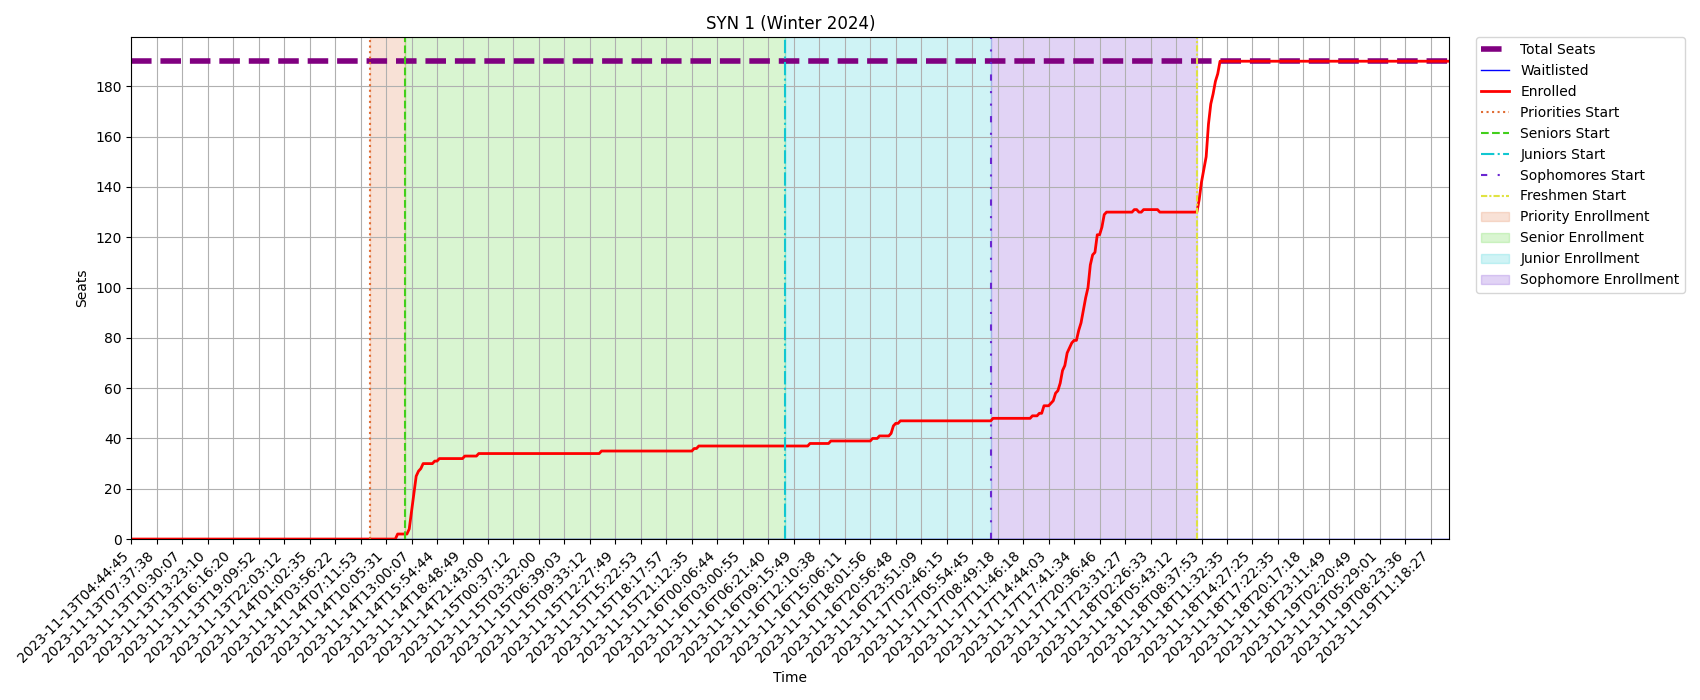 SYN 1 (Winter 2024)
Seats
180
160
140
120
100
80
60
40
20
0
2023-11-13T04:44:45
2023-11-13T07:37:38
2023-11-13T10:30:07
2023-11-13T13:23:10
2023-11-13T16:16:20
2023-11-13T19:09:52
2023-11-13T22:03:12
2023-11-14T01:02:35
2023-11-14T03:56:22
2023-11-14T07:11:53
2023-11-14T10:05:31
2023-11-14T13:00:07
2023-11-14T15:54:44
2023-11-14T18:48:49
2023-11-14T21:43:00
2023-11-15T00:37:12
2023-11-15T03:32:00
2023-11-15T06:39:03
2023-11-15T09:33:12
2023-11-15T12:27:49
2023-11-15T15:22:53
2023-11-15T18:17:57
2023-11-15T21:12:35
2023-11-16T00:06:44
2023-11-16T03:00:55
2023-11-16T06:21:40
2023-11-16T09:15:49
2023-11-16T12:10:38
2023-11-16T15:06:11
2023-11-16T18:01:56
2023-11-16T20:56:48
2023-11-16T23:51:09
2023-11-17T02:46:15
2023-11-17T05:54:45
2023-11-17T08:49:18
2023-11-17T11:46:18
2023-11-17T14:44:03
2023-11-17T17:41:34
2023-11-17T20:36:46
2023-11-17T23:31:27
2023-11-18T02:26:33
2023-11-18T05:43:12
2023-11-18T08:37:53
2023-11-18T11:32:35
2023-11-18T14:27:25
2023-11-18T17:22:35
2023-11-18T20:17:18
2023-11-18T23:11:49
2023-11-19T02:20:49
2023-11-19T05:29:01
2023-11-19T08:23:36
2023-11-19T11:18:27
Time
Total Seats
Waitlisted
Enrolled
Priorities Start
Seniors Start
Juniors Start
Sophomores Start
Freshmen Start
Priority Enrollment
Senior Enrollment
Junior Enrollment
Sophomore Enrollment